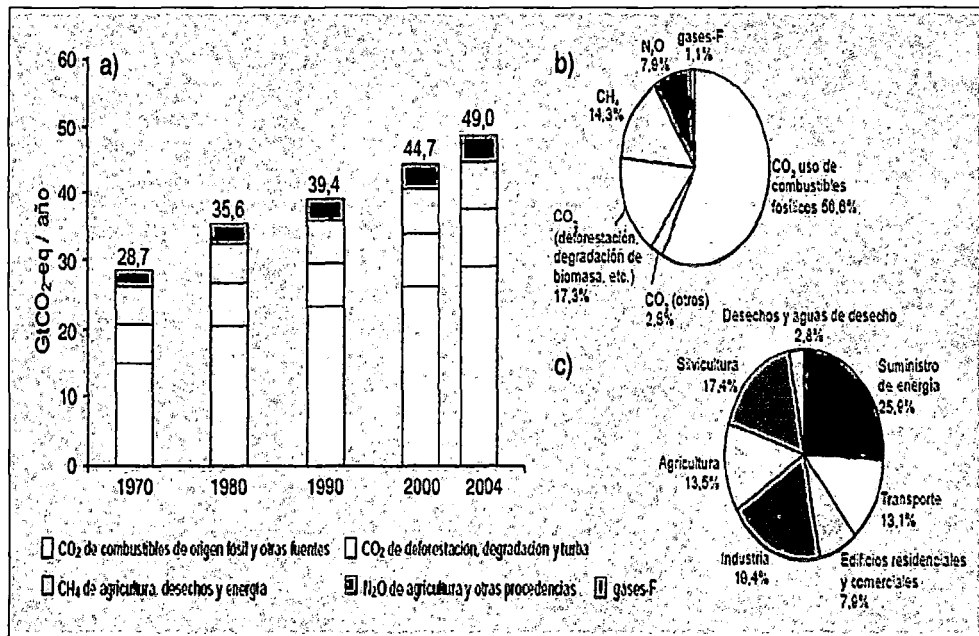 a)
GtCO₂-eq / año
60
50
40
30
20
10
0
28,7
35,6
39,4
44,7
49,0
1970
1980
1990
2000
2004
b)
N₂O
7,9%
gases-F
1,1%
CH₄
14,3%
CO₂ uso de
combustibles
fósiles 56,6%
CO₂
(deforestación,
degradación de
biomasa, etc.)
17,3%
CO₂ (otros)
2,8%
c)
Desechos y aguas de desecho
2,8%
Silvicultura
17,4%
Suministro
de energía
25,9%
Agricultura
13,5%
Transporte
13,1%
Industria
19,4%
Edificios residenciales
y comerciales
7,9%
CO₂ de combustibles de origen fósil y otras fuentes
CO₂ de deforestación, degradación y turba
CH₄ de agricultura, desechos y energía
N₂O de agricultura y otras procedencias
gases-F